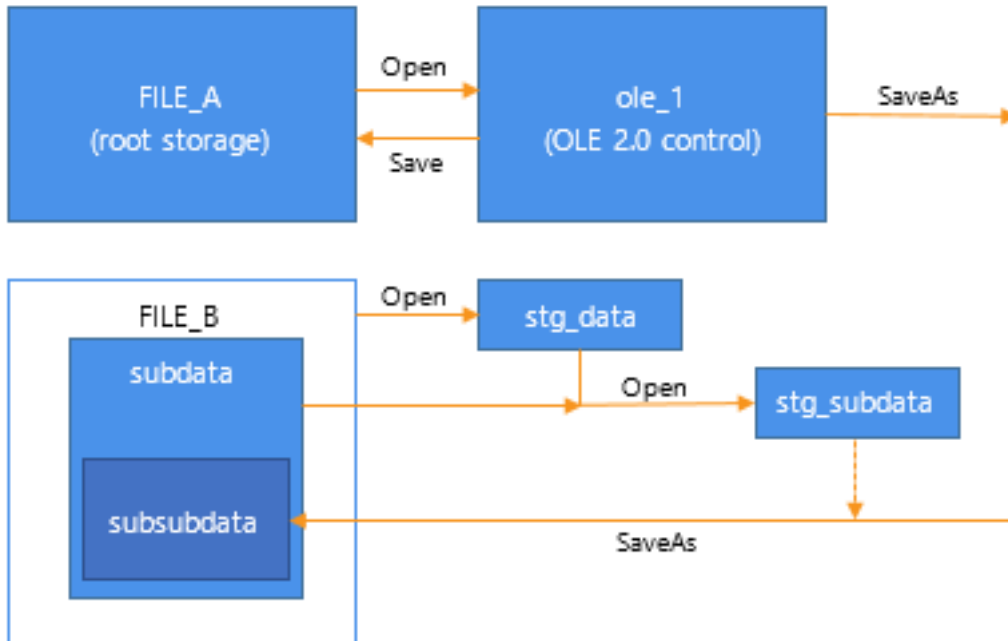 FILE_A
(root storage)
Open
Save
ole_1
(OLE 2.0 control)
SaveAs
FILE_B
subdata
subsubdata
Open
stg_data
Open
stg_subdata
SaveAs